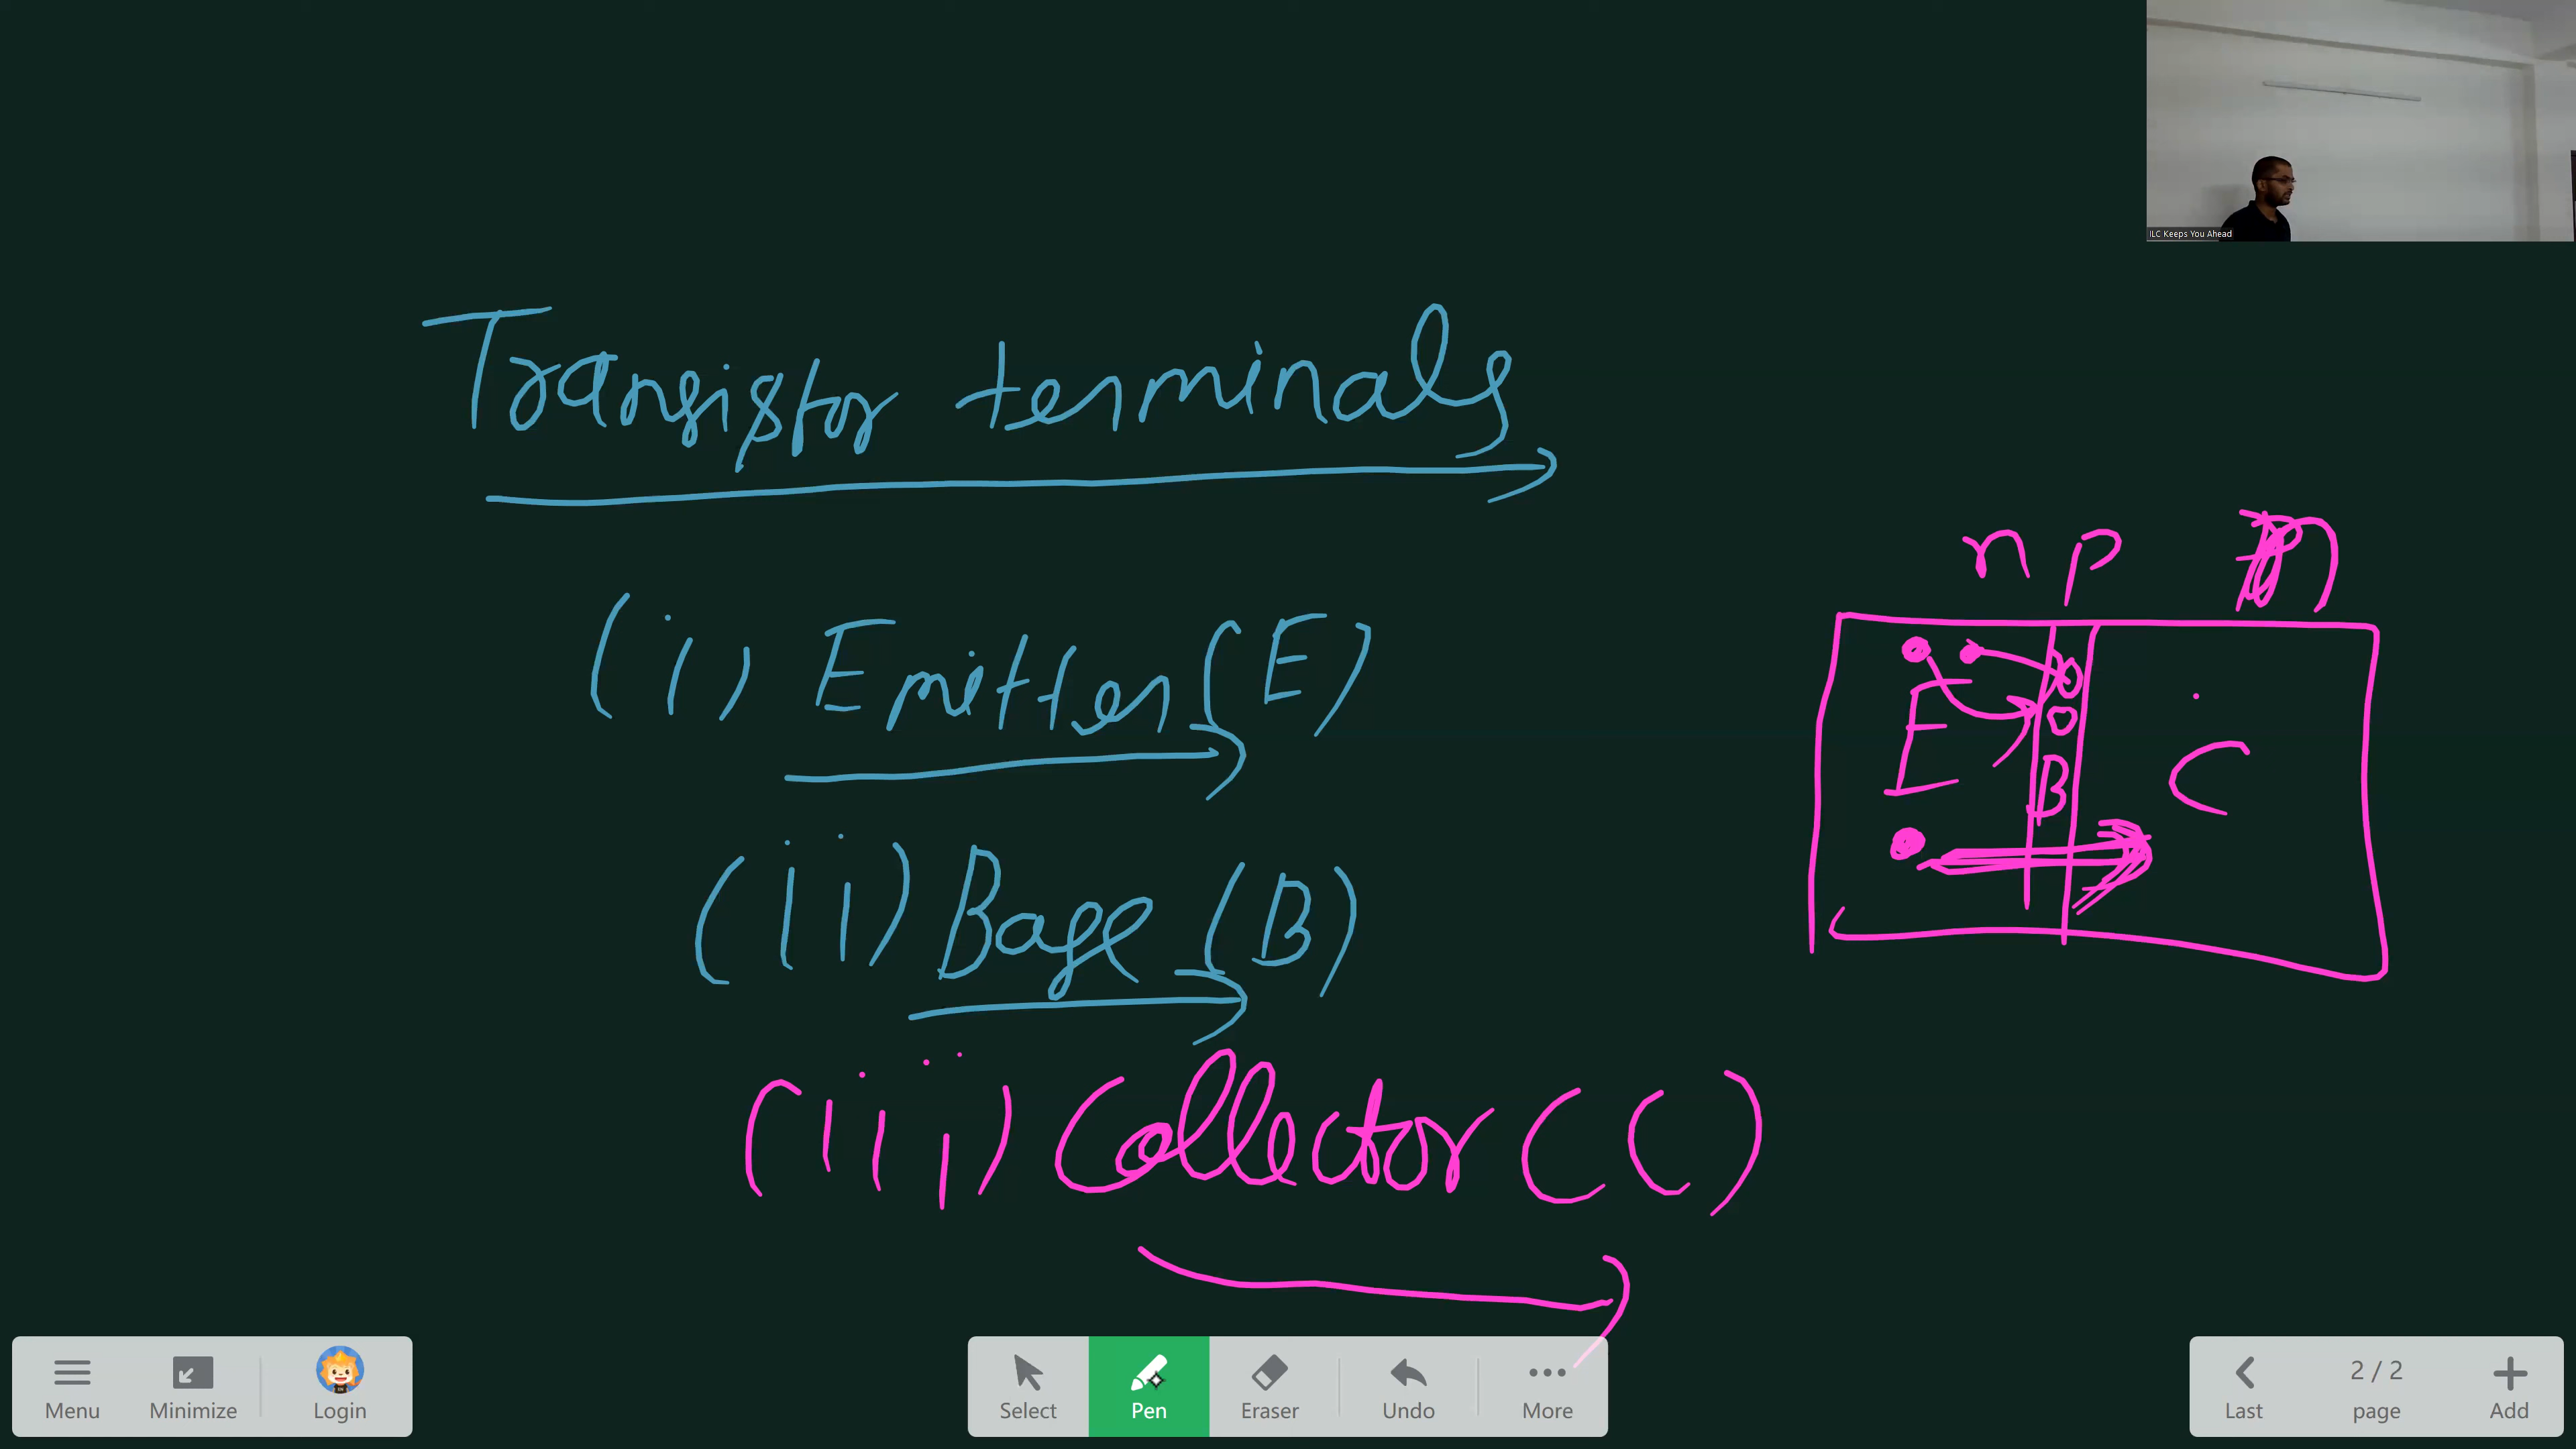 ILC Keeps You Ahead
Transistor terminals
(i) Emitter (E)
(ii) Base (B)
(iii) Collector (C)
n p n
E B C
Menu Minimize Login
Select Pen Eraser Undo More
Last 2 / 2 page Add